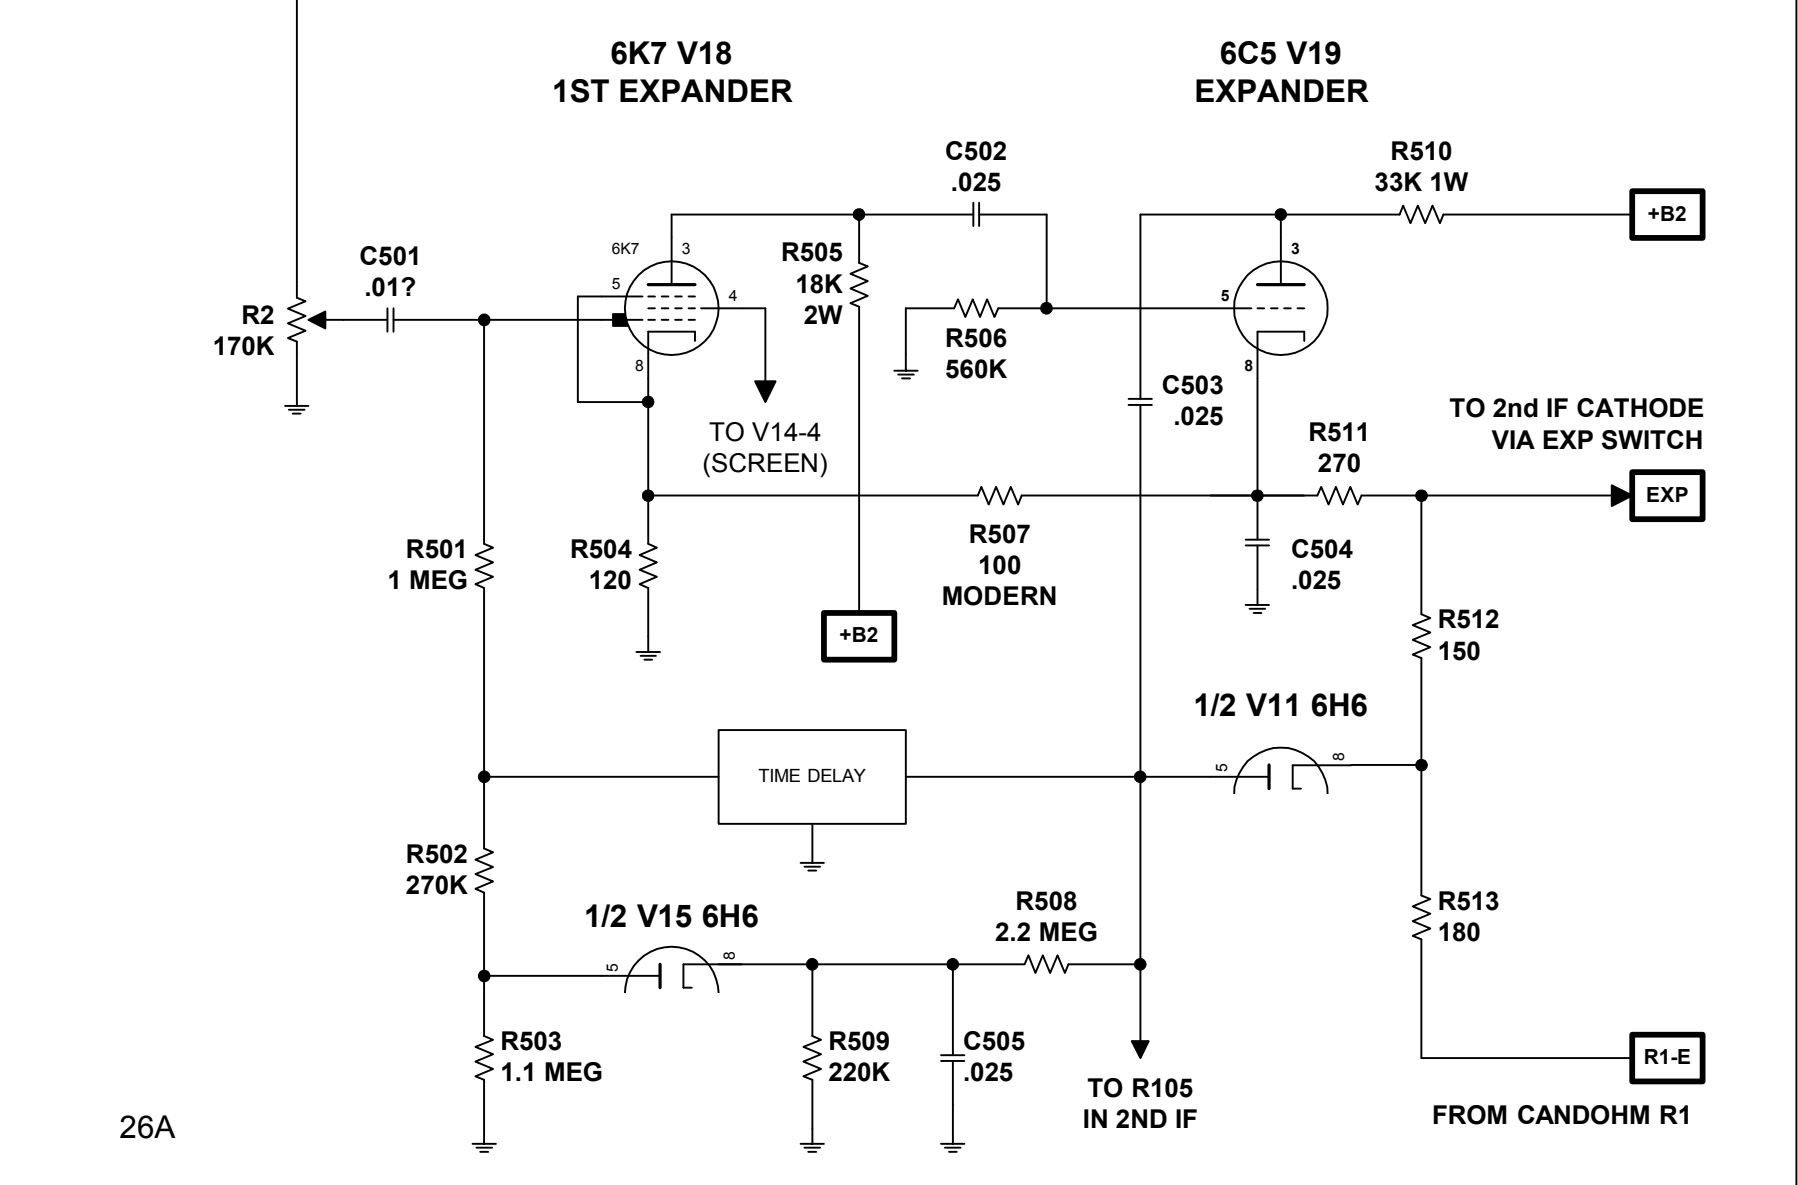 6K7 V18
1ST EXPANDER
6C5 V19
EXPANDER
C502
.025
R510
33K 1W
+B2
C501
.01?
6K7
3
5
4
8
R505
18K
2W
3
5
8
R2
170K
R506
560K
C503
.025
TO V14-4
(SCREEN)
TO 2nd IF CATHODE
VIA EXP SWITCH
R511
270
EXP
R501
1 MEG
R504
120
R507
100
MODERN
C504
.025
+B2
R512
150
1/2 V11 6H6
5
8
TIME DELAY
R502
270K
1/2 V15 6H6
5
8
R508
2.2 MEG
R513
180
R503
1.1 MEG
R509
220K
C505
.025
R1-E
TO R105
IN 2ND IF
FROM CANDOHM R1
26A